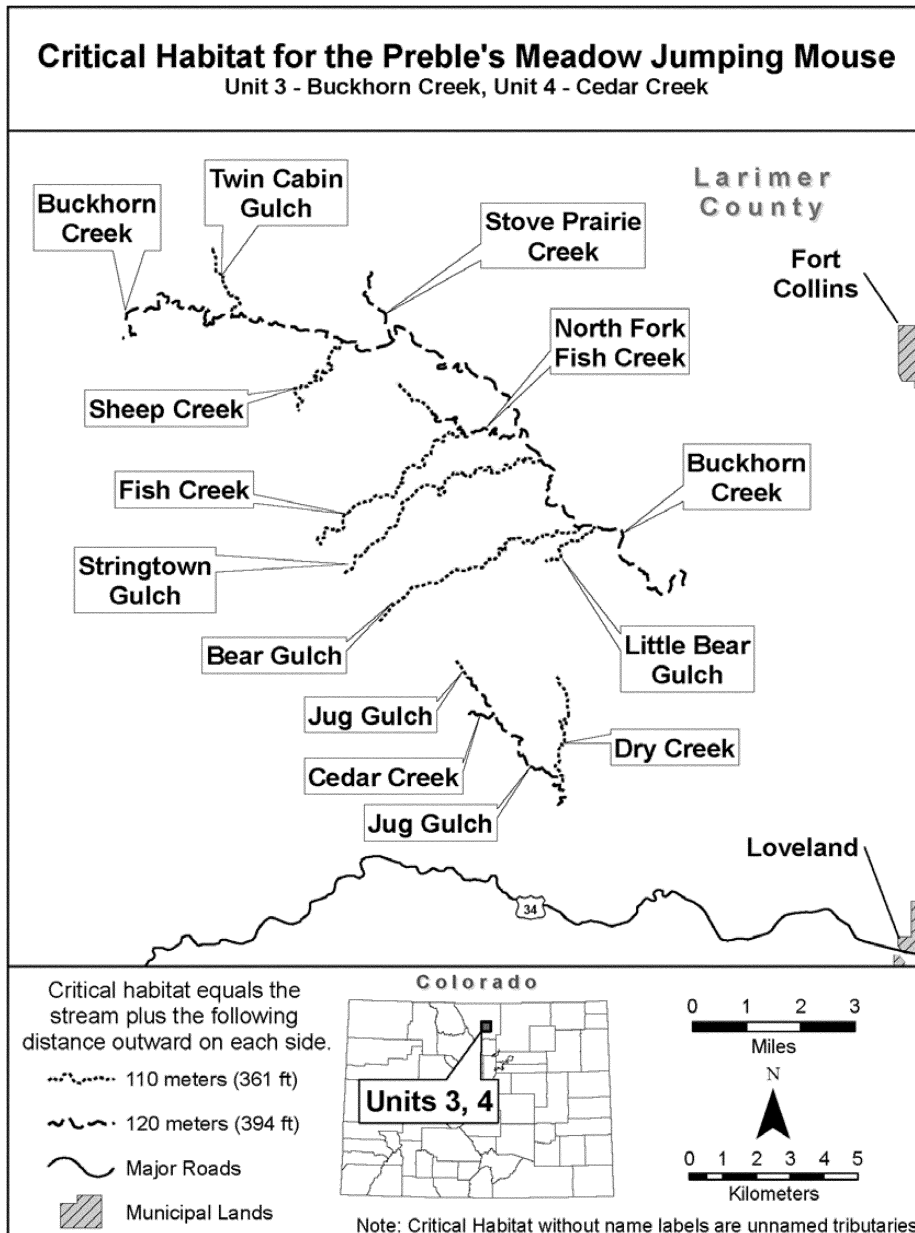 Critical Habitat for the Preble's Meadow Jumping Mouse
Unit 3 - Buckhorn Creek, Unit 4 - Cedar Creek
Larimer
County
Twin Cabin
Gulch
Buckhorn
Creek
Stove Prairie
Creek
Fort
Collins
North Fork
Fish Creek
Sheep Creek
Buckhorn
Creek
Fish Creek
Stringtown
Gulch
Bear Gulch
Little Bear
Gulch
Jug Gulch
Dry Creek
Cedar Creek
Jug Gulch
Loveland
34
Critical habitat equals the
stream plus the following
distance outward on each side.
110 meters (361 ft)
120 meters (394 ft)
Major Roads
Municipal Lands
Colorado
Units 3, 4
0 1 2 3
Miles
N
0 1 2 3 4 5
Kilometers
Note: Critical Habitat without name labels are unnamed tributaries